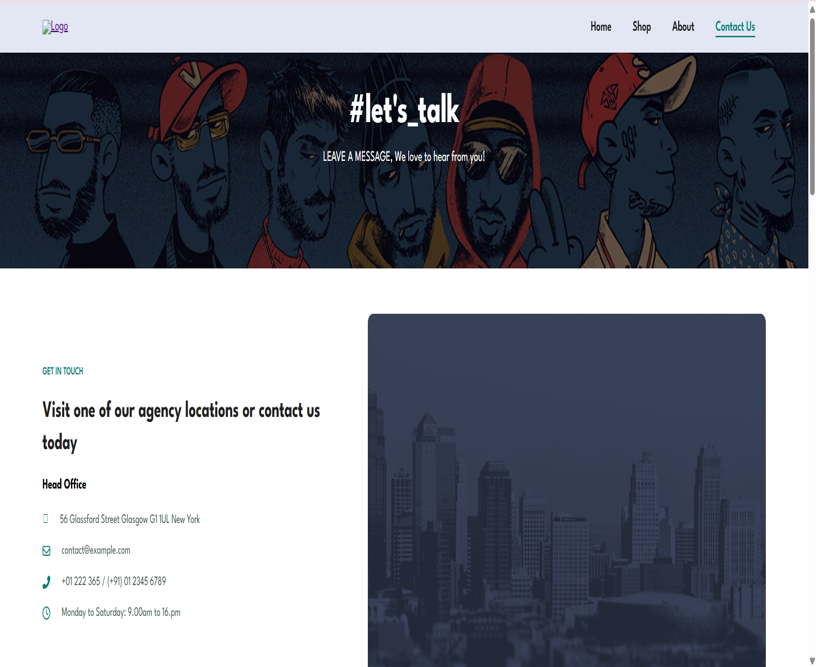 Logo
Home Shop About Contact Us
#let's_talk
LEAVE A MESSAGE, We love to hear from you!
GET IN TOUCH
Visit one of our agency locations or contact us
today
Head Office
56 Glassford Street Glasgow G1 1UL New York
contact@example.com
+01 222 365 / (+91) 01 2345 6789
Monday to Saturday: 9.00am to 16.pm